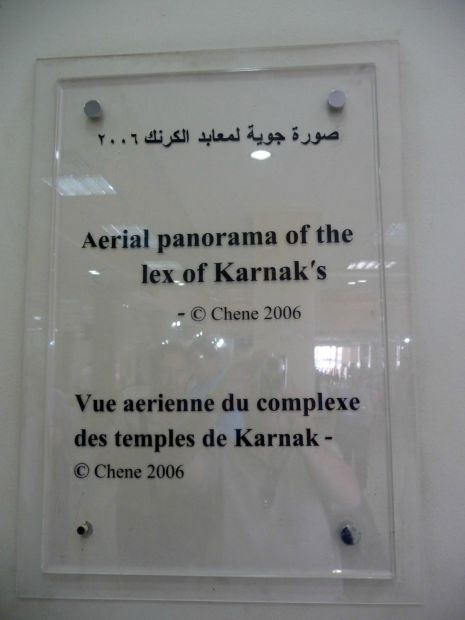 صورة جوية لمعابد الكرنك ٢٠٠٦
Aerial panorama of the
lex of Karnak's
- © Chene 2006
Vue aerienne du complexe
des temples de Karnak -
© Chene 2006